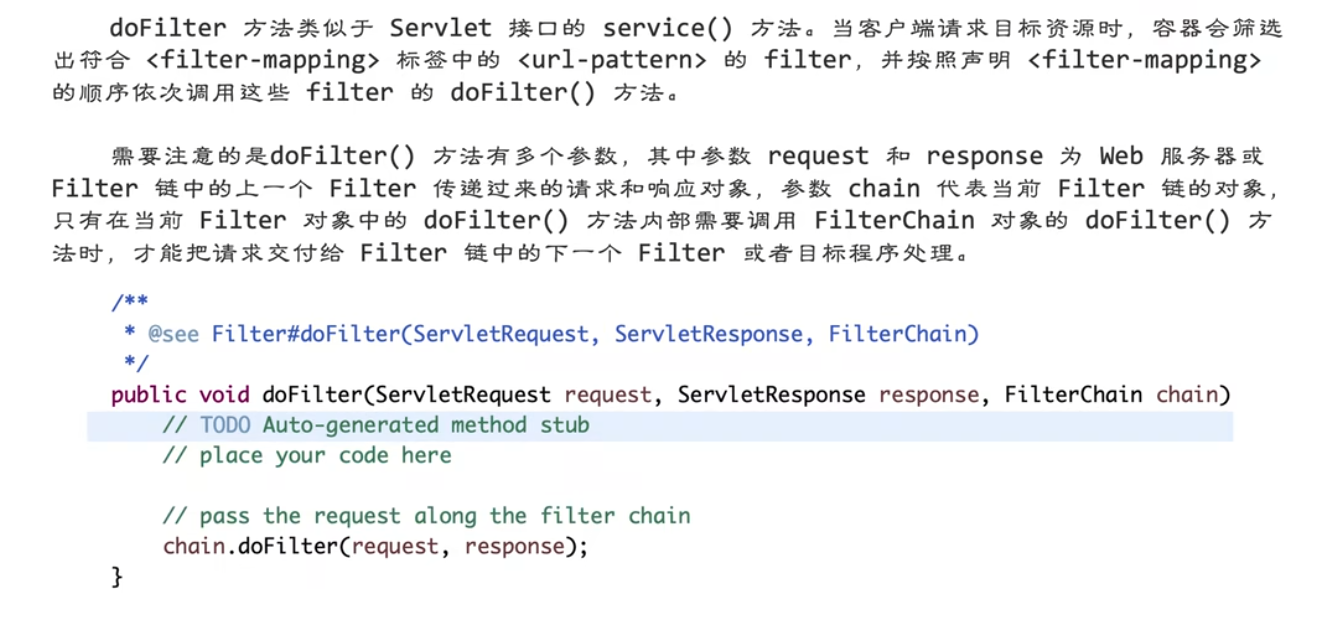 doFilter 方法类似于 Servlet 接口的 service() 方法。当客户端请求目标资源时，容器会筛选
出符合 <filter-mapping> 标签中的 <url-pattern> 的 filter，并按照声明 <filter-mapping>
的顺序依次调用这些 filter 的 doFilter() 方法。
需要注意的是doFilter() 方法有多个参数，其中参数 request 和 response 为 Web 服务器或
Filter 链中的上一个 Filter 传递过来的请求和响应对象，参数 chain 代表当前 Filter 链的对象，
只有在当前 Filter 对象中的 doFilter() 方法内部需要调用 FilterChain 对象的 doFilter() 方
法时，才能把请求交付给 Filter 链中的下一个 Filter 或者目标程序处理。
/**
* @see Filter#doFilter(ServletRequest, ServletResponse, FilterChain)
*/
public void doFilter(ServletRequest request, ServletResponse response, FilterChain chain)
// TODO Auto-generated method stub
// place your code here
// pass the request along the filter chain
chain.doFilter(request, response);
}